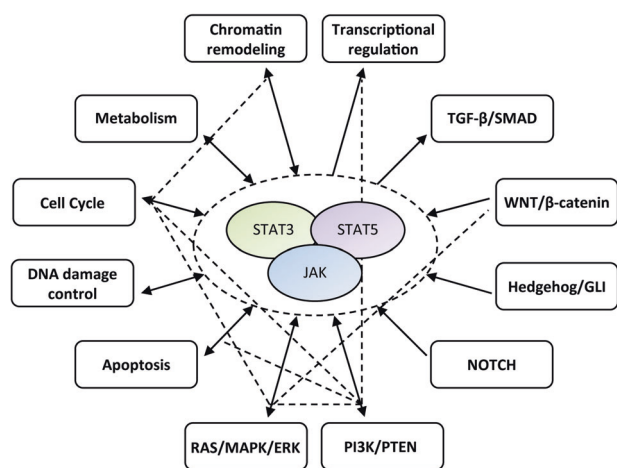 Chromatin
remodeling
Transcriptional
regulation
Metabolism
TGF-β/SMAD
Cell Cycle
WNT/β-catenin
STAT3
STAT5
JAK
DNA damage
control
Hedgehog/GLI
Apoptosis
NOTCH
RAS/MAPK/ERK
PI3K/PTEN